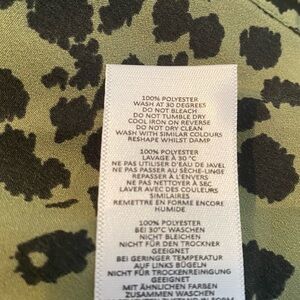 100% POLYESTER
WASH AT 30 DEGREES
DO NOT BLEACH
DO NOT TUMBLE DRY
COOL IRON ON REVERSE
DO NOT DRY CLEAN
WASH WITH SIMILAR COLOURS
RESHAPE WHILST DAMP
100% POLYESTER
LAVAGE À 30 °C
NE PAS UTILISER D'EAU DE JAVEL
NE PAS PASSER AU SÈCHE-LINGE
REPASSER À L'ENVERS
NE PAS NETTOYER À SEC
LAVER AVEC DES COULEURS
SIMILAIRES
REMETTRE EN FORME ENCORE
HUMIDE
100% POLYESTER
BEI 30°C WASCHEN
NICHT BLEICHEN
NICHT FÜR DEN TROCKNER
GEEIGNET
BEI GERINGER TEMPERATUR
AUF LINKS BÜGELN
NICHT FÜR TROCKENREINIGUNG
GEEIGNET
MIT ÄHNLICHEN FARBEN
ZUSAMMEN WASCHEN